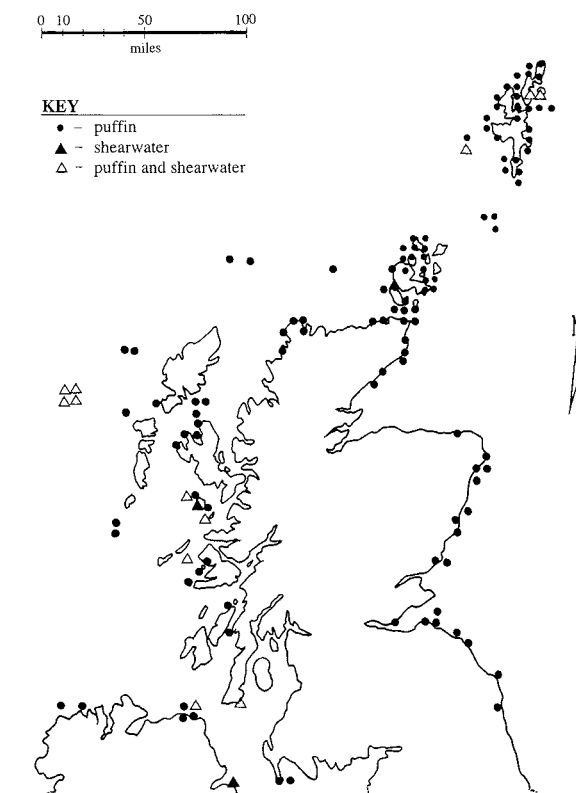 0 10 50 100
miles
KEY
– puffin
– shearwater
– puffin and shearwater